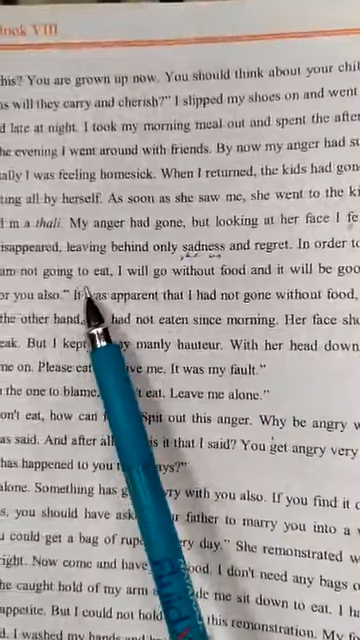 Book VIII
his? You are grown up now. You should think about your chil
as will they carry and cherish?" I slipped my shoes on and went
d late at night. I took my morning meal out and spent the after
he evening I went around with friends. By now my anger had su
ally I was feeling homesick. When I returned, the kids had gon
ting all by herself. As soon as she saw me, she went to the ki
d m a thali. My anger had gone, but looking at her face I fe
isappeared, leaving behind only sadness and regret. In order to
am not going to eat, I will go without food and it will be goo
or you also." It was apparent that I had not gone without food,
the other hand, had not eaten since morning. Her face sho
eak. But I kept my manly hauteur. With her head down
me on. Please eat ive me. It was my fault."
the one to blame. t eat. Leave me alone."
on't eat, how can Spit out this anger. Why be angry w
as said. And after all is it that I said? You get angry very
has happened to you ays?"
alone. Something has g ry with you also. If you find it
s, you should have ask r father to marry you into a
u could get a bag of rup ery day." She remonstrated w
right. Now come and have ood. I don't need any bags
he caught hold of my arm de me sit down to eat. I ha
appetite. But I could not hold this remonstration. My
d. I washed my hands and